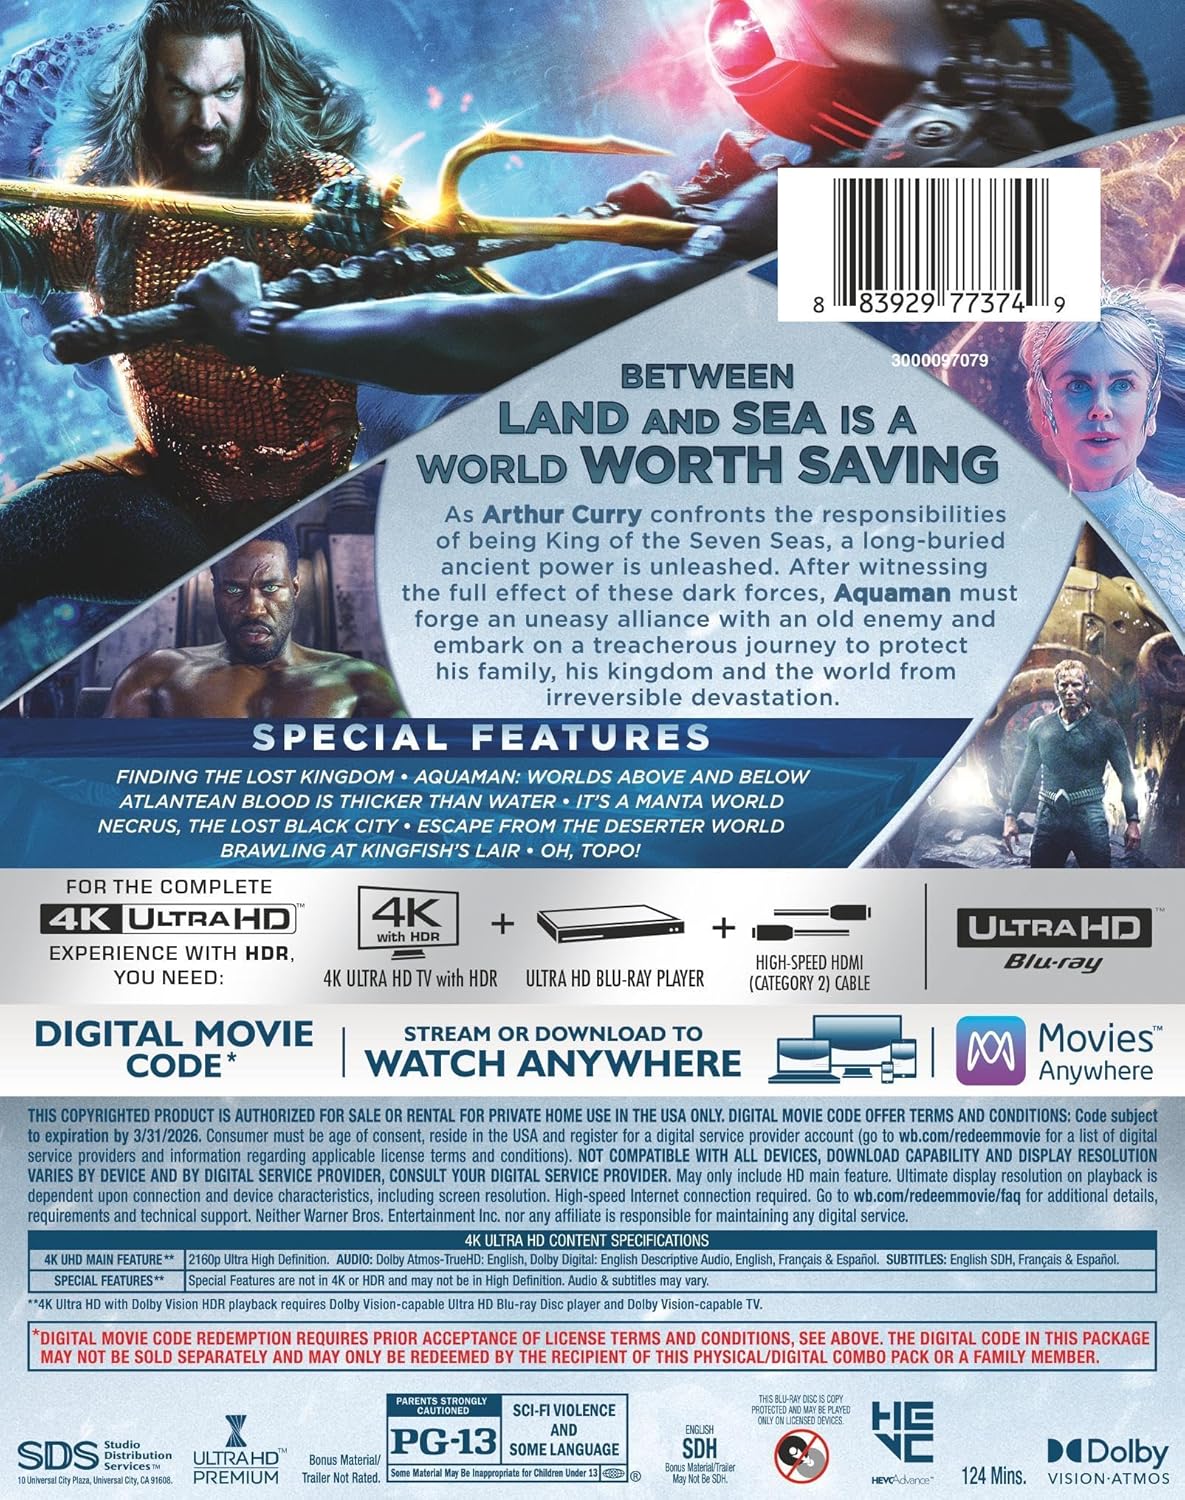 8 83929 77374 9
3000097079
BETWEEN
LAND AND SEA IS A
WORLD WORTH SAVING
As Arthur Curry confronts the responsibilities
of being King of the Seven Seas, a long-buried
ancient power is unleashed. After witnessing
the full effect of these dark forces, Aquaman must
forge an uneasy alliance with an old enemy and
embark on a treacherous journey to protect
his family, his kingdom and the world from
irreversible devastation.
SPECIAL FEATURES
FINDING THE LOST KINGDOM • AQUAMAN: WORLDS ABOVE AND BELOW
ATLANTEAN BLOOD IS THICKER THAN WATER • IT'S A MANTA WORLD
NECRUS, THE LOST BLACK CITY • ESCAPE FROM THE DESERTER WORLD
BRAWLING AT KINGFISH'S LAIR • OH, TOPO!
FOR THE COMPLETE
4K ULTRA HD™
EXPERIENCE WITH HDR,
YOU NEED:
4K
with HDR
4K ULTRA HD TV with HDR
+
ULTRA HD BLU-RAY PLAYER
+
HIGH-SPEED HDMI
(CATEGORY 2) CABLE
ULTRA HD™
Blu-ray
DIGITAL MOVIE
CODE*
STREAM OR DOWNLOAD TO
WATCH ANYWHERE
Movies™
Anywhere
THIS COPYRIGHTED PRODUCT IS AUTHORIZED FOR SALE OR RENTAL FOR PRIVATE HOME USE IN THE USA ONLY. DIGITAL MOVIE CODE OFFER TERMS AND CONDITIONS: Code subject
to expiration by 3/31/2026. Consumer must be age of consent, reside in the USA and register for a digital service provider account (go to wb.com/redeemmovie for a list of digital
service providers and information regarding applicable license terms and conditions). NOT COMPATIBLE WITH ALL DEVICES, DOWNLOAD CAPABILITY AND DISPLAY RESOLUTION
VARIES BY DEVICE AND BY DIGITAL SERVICE PROVIDER, CONSULT YOUR DIGITAL SERVICE PROVIDER. May only include HD main feature. Ultimate display resolution on playback is
dependent upon connection and device characteristics, including screen resolution. High-speed Internet connection required. Go to wb.com/redeemmovie/faq for additional details,
requirements and technical support. Neither Warner Bros. Entertainment Inc. nor any affiliate is responsible for maintaining any digital service.
4K ULTRA HD CONTENT SPECIFICATIONS
4K UHD MAIN FEATURE** 2160p Ultra High Definition. AUDIO: Dolby Atmos-TrueHD: English, Dolby Digital: English Descriptive Audio, English, Français & Español. SUBTITLES: English SDH, Français & Español.
SPECIAL FEATURES** Special Features are not in 4K or HDR and may not be in High Definition. Audio & subtitles may vary.
**4K Ultra HD with Dolby Vision HDR playback requires Dolby Vision-capable Ultra HD Blu-ray Disc player and Dolby Vision-capable TV.
*DIGITAL MOVIE CODE REDEMPTION REQUIRES PRIOR ACCEPTANCE OF LICENSE TERMS AND CONDITIONS, SEE ABOVE. THE DIGITAL CODE IN THIS PACKAGE
MAY NOT BE SOLD SEPARATELY AND MAY ONLY BE REDEEMED BY THE RECIPIENT OF THIS PHYSICAL/DIGITAL COMBO PACK OR A FAMILY MEMBER.
SDS Studio
Distribution
Services™
10 Universal City Plaza, Universal City, CA 91608.
ULTRA HD™
PREMIUM
Bonus Material/
Trailer Not Rated.
PARENTS STRONGLY
CAUTIONED
PG-13
SCI-FI VIOLENCE
AND
SOME LANGUAGE
Some Material May Be Inappropriate for Children Under 13
®
ENGLISH
SDH
Bonus Material/Trailer
May Not Be SDH.
THIS BLU-RAY DISC IS COPY
PROTECTED AND MAY BE PLAYED
ONLY ON LICENSED DEVICES.
HEVC
HEVCAdvance™
124 Mins.
Dolby
VISION·ATMOS